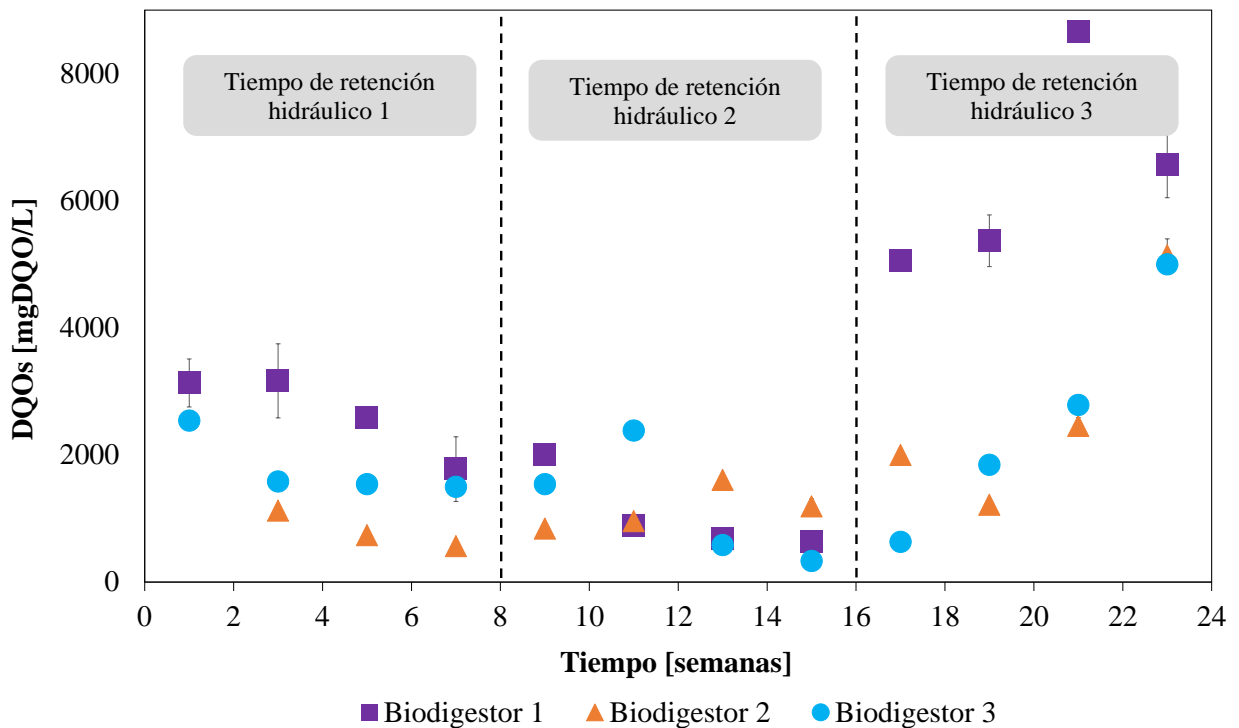 8000
6000
4000
2000
0
DQOs [mgDQO/L]
Tiempo de retención
hidráulico 1
Tiempo de retención
hidráulico 2
Tiempo de retención
hidráulico 3
0 2 4 6 8 10 12 14 16 18 20 22 24
Tiempo [semanas]
Biodigestor 1 Biodigestor 2 Biodigestor 3